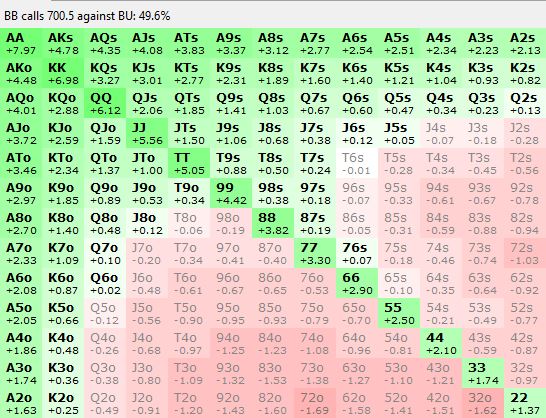 BB calls 700.5 against BU: 49.6%
AA AKs AQs AJs ATs A9s A8s A7s A6s A5s A4s A3s A2s
+7.97 +4.78 +4.35 +4.08 +3.83 +3.37 +3.12 +2.77 +2.54 +2.51 +2.34 +2.23 +2.13
AKo KK KQs KJs KTs K9s K8s K7s K6s K5s K4s K3s K2s
+4.48 +6.98 +3.27 +3.01 +2.77 +2.31 +1.89 +1.60 +1.40 +1.21 +1.04 +0.93 +0.82
AQo KQo QQ QJs QTs Q9s Q8s Q7s Q6s Q5s Q4s Q3s Q2s
+4.01 +2.88 +6.12 +2.06 +1.85 +1.41 +1.03 +0.67 +0.60 +0.47 +0.34 +0.23 +0.13
AJo KJo QJo JJ JTs J9s J8s J7s J6s J5s J4s J3s J2s
+3.72 +2.59 +1.59 +5.56 +1.50 +1.06 +0.68 +0.38 +0.12 +0.05 -0.07 -0.18 -0.28
ATo KTo QTo JTo TT T9s T8s T7s T6s T5s T4s T3s T2s
+3.46 +2.34 +1.37 +1.00 +5.05 +0.88 +0.50 +0.24 -0.01 -0.28 -0.34 -0.45 -0.56
A9o K9o Q9o J9o T9o 99 98s 97s 96s 95s 94s 93s 92s
+2.97 +1.85 +0.89 +0.53 +0.34 +4.42 +0.38 +0.18 -0.07 -0.33 -0.61 -0.67 -0.78
A8o K8o Q8o J8o T8o 98o 88 87s 86s 85s 84s 83s 82s
+2.70 +1.40 +0.48 +0.12 -0.06 -0.19 +3.82 +0.19 -0.05 -0.31 -0.59 -0.88 -0.94
A7o K7o Q7o J7o T7o 97o 87o 77 76s 75s 74s 73s 72s
+2.33 +1.09 +0.10 -0.20 -0.34 -0.41 -0.40 +3.30 +0.07 -0.18 -0.46 -0.74 -1.03
A6o K6o Q6o J6o T6o 96o 86o 76o 66 65s 64s 63s 62s
+2.08 +0.87 +0.02 -0.48 -0.61 -0.67 -0.65 -0.53 +2.90 -0.10 -0.35 -0.64 -0.92
A5o K5o Q5o J5o T5o 95o 85o 75o 65o 55 54s 53s 52s
+2.05 +0.66 -0.12 -0.56 -0.90 -0.95 -0.93 -0.79 -0.70 +2.50 -0.21 -0.49 -0.77
A4o K4o Q4o J4o T4o 94o 84o 74o 64o 54o 44 43s 42s
+1.86 +0.48 -0.26 -0.68 -0.97 -1.25 -1.23 -1.08 -0.96 -0.81 +2.10 -0.59 -0.87
A3o K3o Q3o J3o T3o 93o 83o 73o 63o 53o 43o 33 32s
+1.74 +0.36 -0.38 -0.80 -1.09 -1.32 -1.53 -1.38 -1.27 -1.10 -1.21 +1.74 -0.97
A2o K2o Q2o J2o T2o 92o 82o 72o 62o 52o 42o 32o 22
+1.62 +0.25 -0.49 -0.91 -1.20 -1.43 -1.60 -1.69 -1.58 -1.41 -1.51 -1.62 +1.37